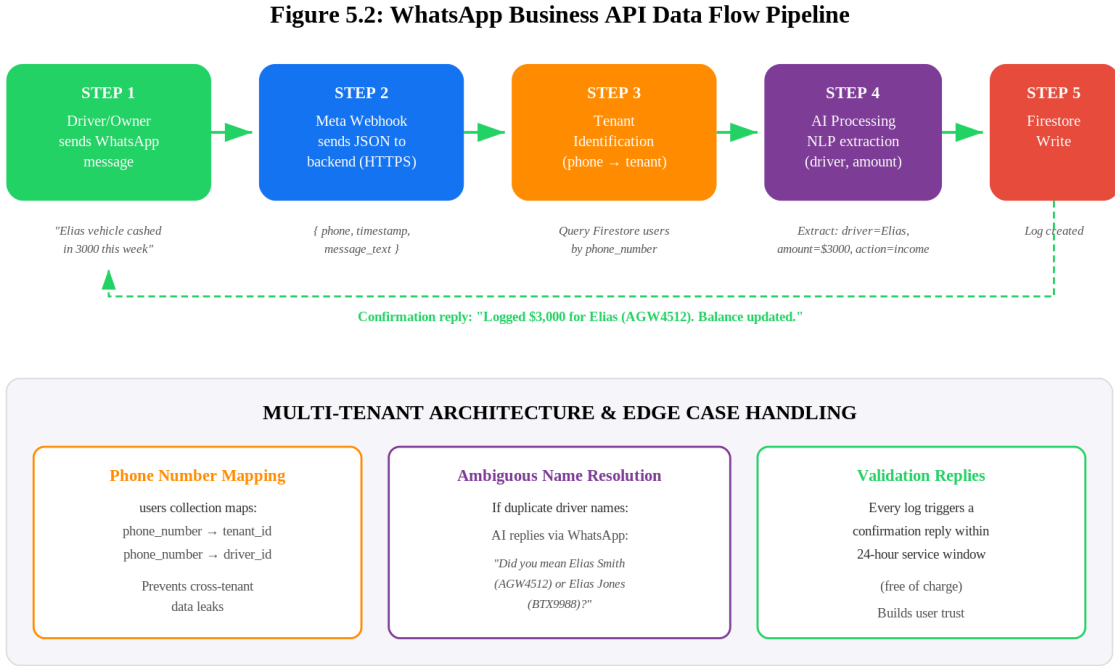 Figure 5.2: WhatsApp Business API Data Flow Pipeline
STEP 1
Driver/Owner
sends WhatsApp
message
STEP 2
Meta Webhook
sends JSON to
backend (HTTPS)
STEP 3
Tenant
Identification
(phone → tenant)
STEP 4
AI Processing
NLP extraction
(driver, amount)
STEP 5
Firestore
Write
"Elias vehicle cashed
in 3000 this week"
{ phone, timestamp,
message_text }
Query Firestore users
by phone_number
Extract: driver=Elias,
amount=$3000, action=income
Log created
Confirmation reply: "Logged $3,000 for Elias (AGW4512). Balance updated."
MULTI-TENANT ARCHITECTURE & EDGE CASE HANDLING
Phone Number Mapping
users collection maps:
phone_number → tenant_id
phone_number → driver_id
Prevents cross-tenant
data leaks
Ambiguous Name Resolution
If duplicate driver names:
AI replies via WhatsApp:
"Did you mean Elias Smith
(AGW4512) or Elias Jones
(BTX9988)?"
Validation Replies
Every log triggers a
confirmation reply within
24-hour service window
(free of charge)
Builds user trust